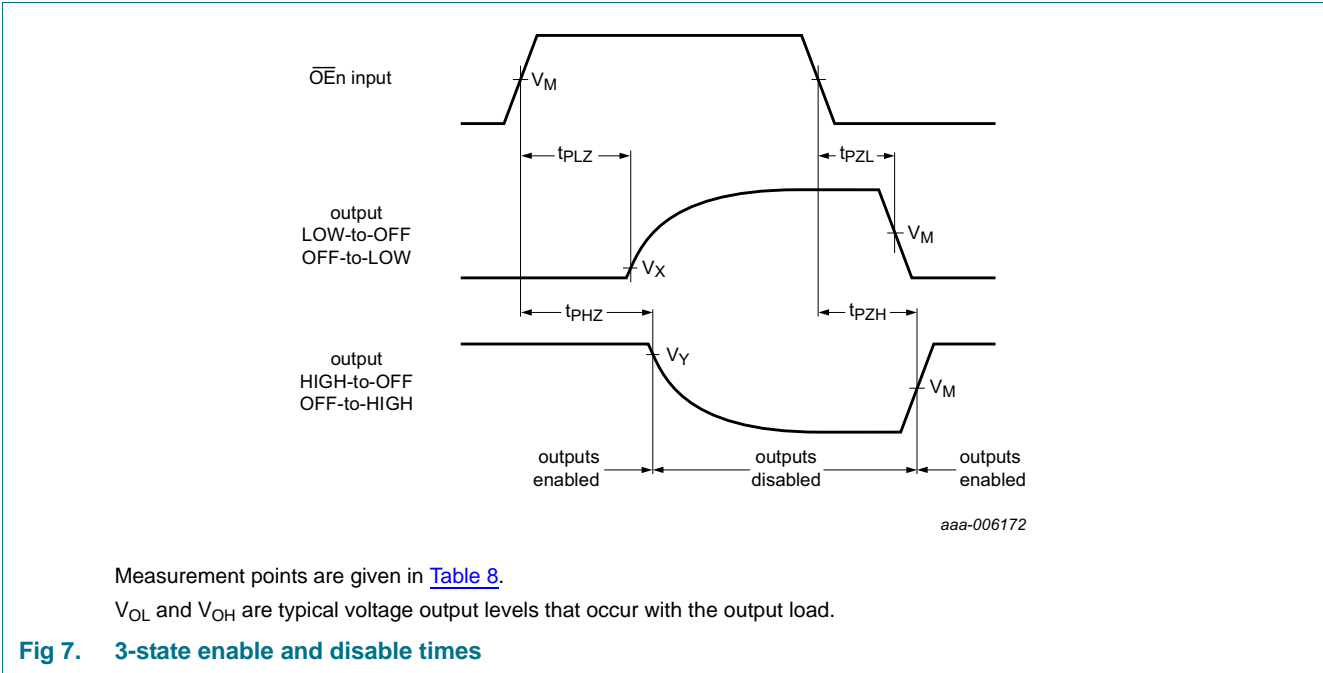 O̅E̅n input
VM
tPLZ
tPZL
output
LOW-to-OFF
OFF-to-LOW
VM
VX
tPHZ
tPZH
output
HIGH-to-OFF
OFF-to-HIGH
VY
VM
outputs
enabled
outputs
disabled
outputs
enabled
aaa-006172
Measurement points are given in Table 8.
VOL and VOH are typical voltage output levels that occur with the output load.
Fig 7. 3-state enable and disable times